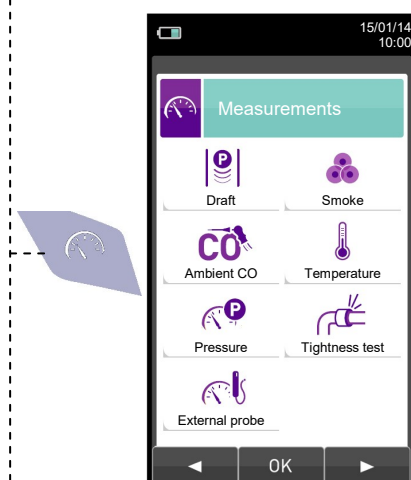 15/01/14
10:00
Measurements
P
Draft
Smoke
CO
Ambient CO
Temperature
P
Pressure
Tightness test
External probe
OK